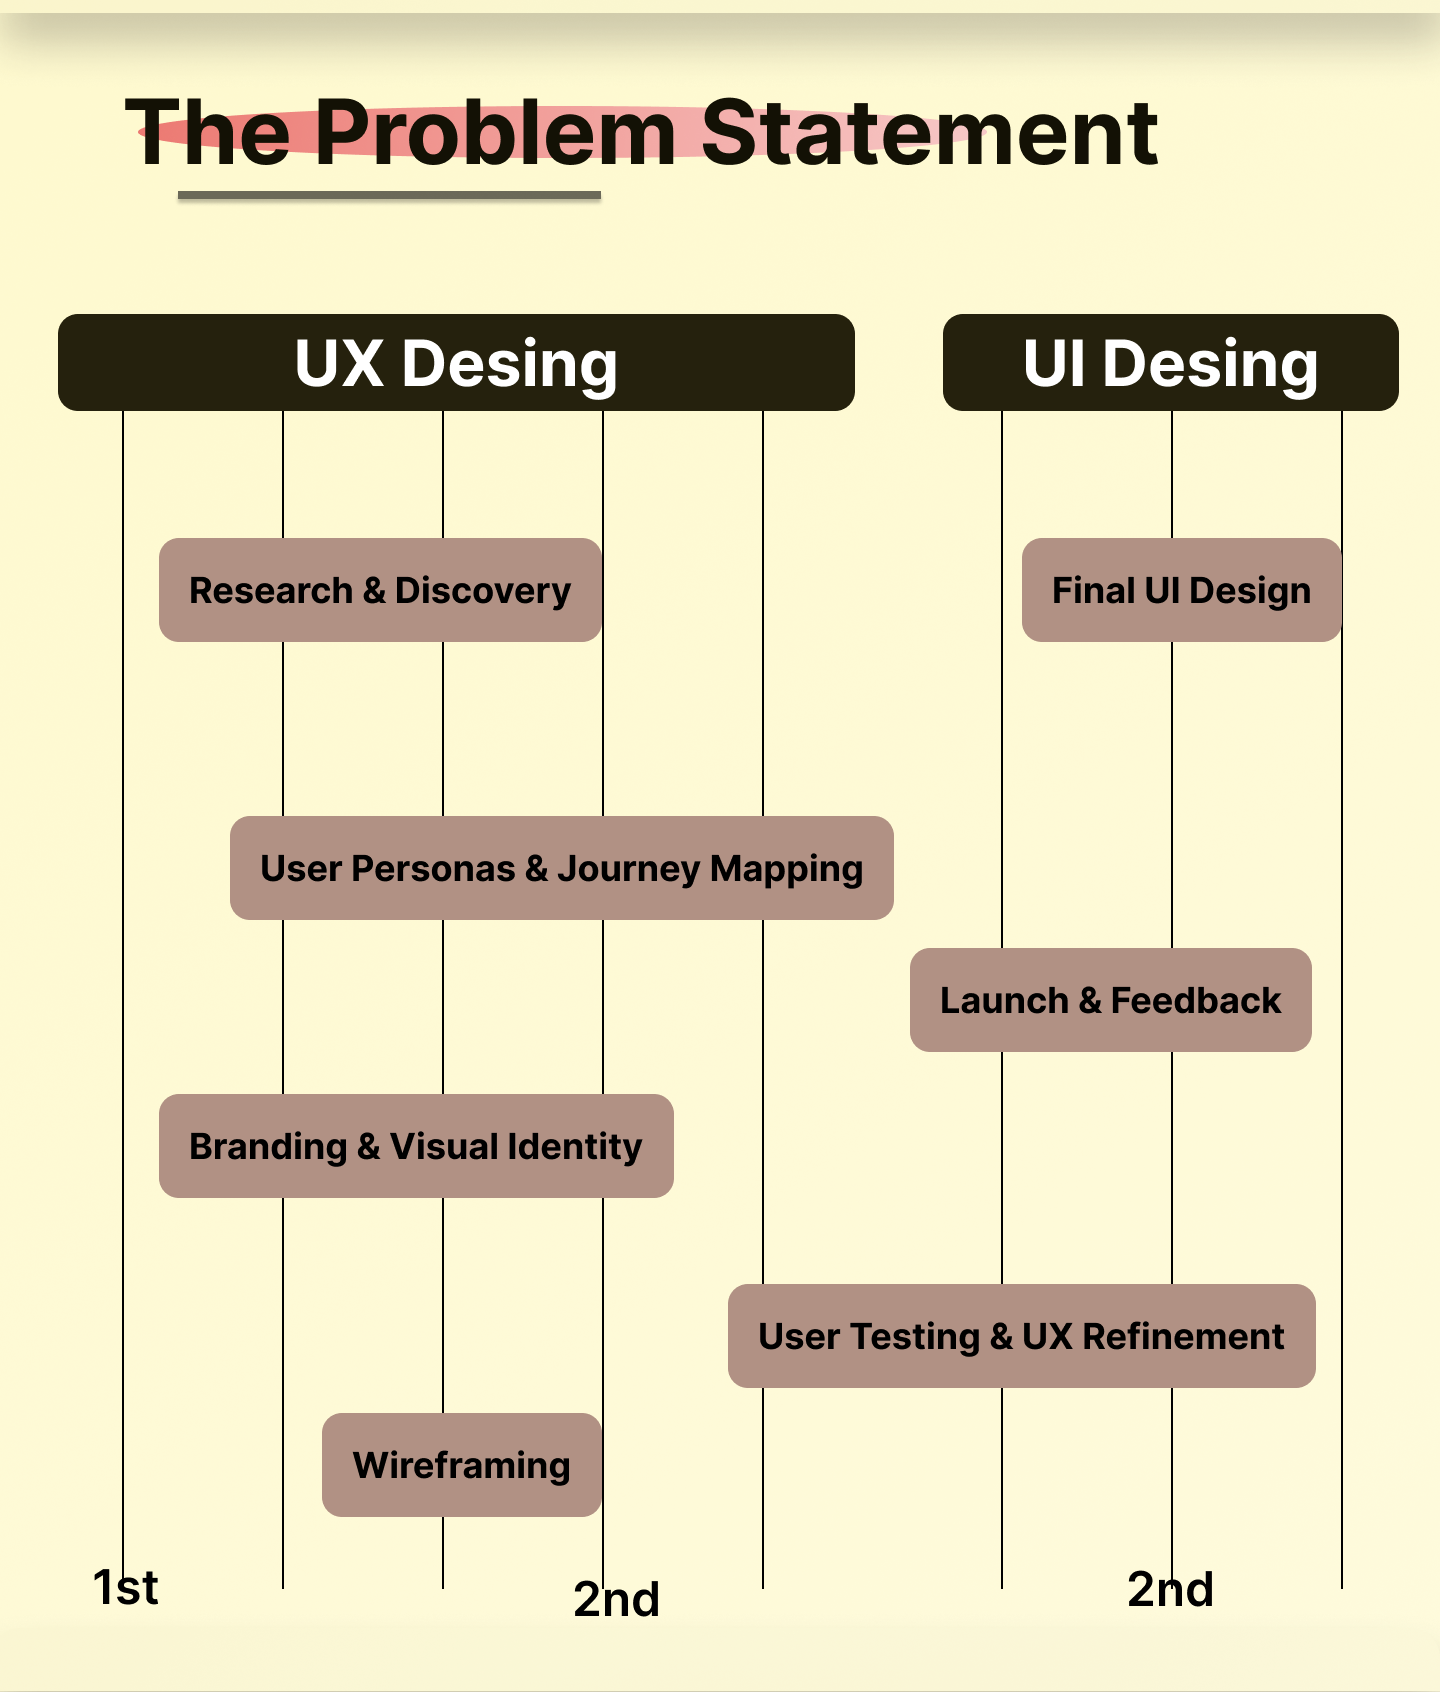 The Problem Statement
UX Desing
UI Desing
Research & Discovery
Final UI Design
User Personas & Journey Mapping
Launch & Feedback
Branding & Visual Identity
User Testing & UX Refinement
Wireframing
1st
2nd
2nd